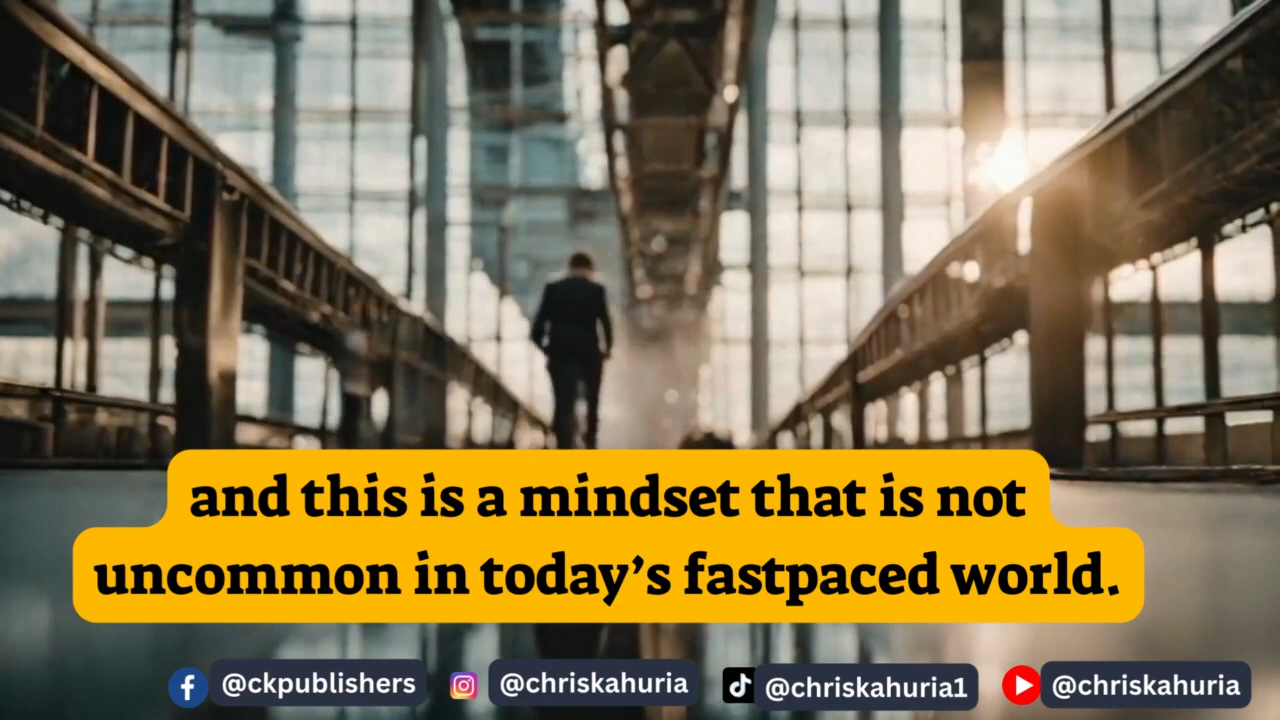 and this is a mindset that is not
uncommon in today’s fastpaced world.
@ckpublishers @chriskahuria @chriskahuria1 @chriskahuria